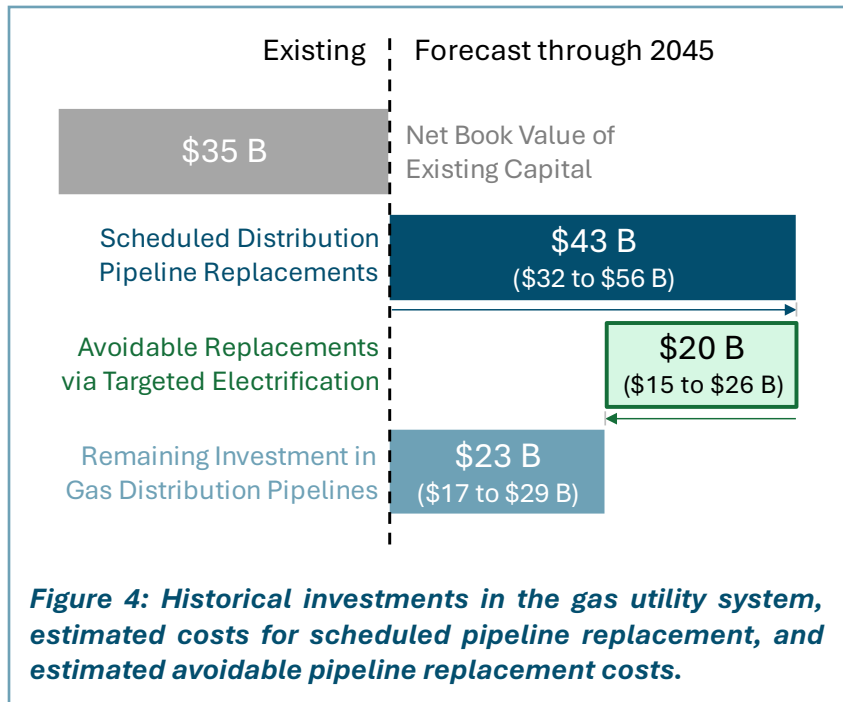 Existing
Forecast through 2045
$35 B
Net Book Value of
Existing Capital
Scheduled Distribution
Pipeline Replacements
$43 B
($32 to $56 B)
Avoidable Replacements
via Targeted Electrification
$20 B
($15 to $26 B)
Remaining Investment in
Gas Distribution Pipelines
$23 B
($17 to $29 B)
Figure 4: Historical investments in the gas utility system,
estimated costs for scheduled pipeline replacement, and
estimated avoidable pipeline replacement costs.